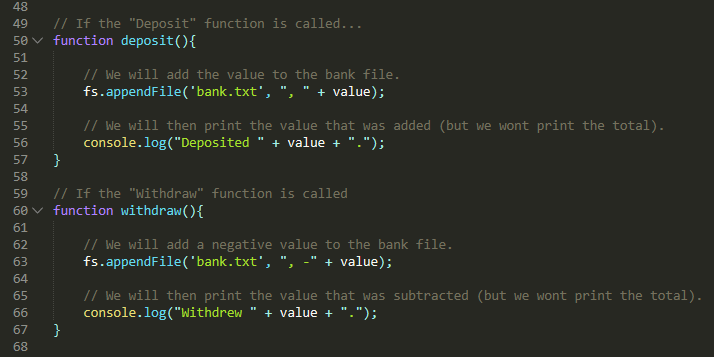 48
49 // If the "Deposit" function is called...
50 function deposit(){
51
52 // We will add the value to the bank file.
53 fs.appendFile('bank.txt', ", " + value);
54
55 // We will then print the value that was added (but we wont print the total).
56 console.log("Deposited " + value + ".");
57 }
58
59 // If the "Withdraw" function is called
60 function withdraw(){
61
62 // We will add a negative value to the bank file.
63 fs.appendFile('bank.txt', ", -" + value);
64
65 // We will then print the value that was subtracted (but we wont print the total).
66 console.log("Withdrew " + value + ".");
67 }
68